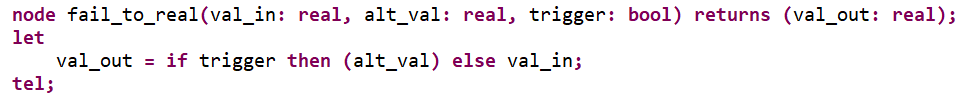 node fail_to_real(val_in: real, alt_val: real, trigger: bool) returns (val_out: real);
let
    val_out = if trigger then (alt_val) else val_in;
tel;